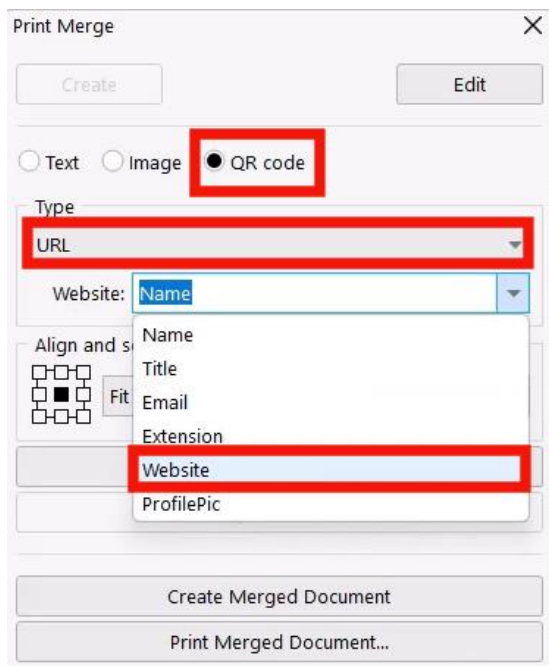 Print Merge
Create Edit
Text Image QR code
Type
URL
Website: Name
Name
Align and
Title
Fit
Email
Extension
Website
ProfilePic
Create Merged Document
Print Merged Document...